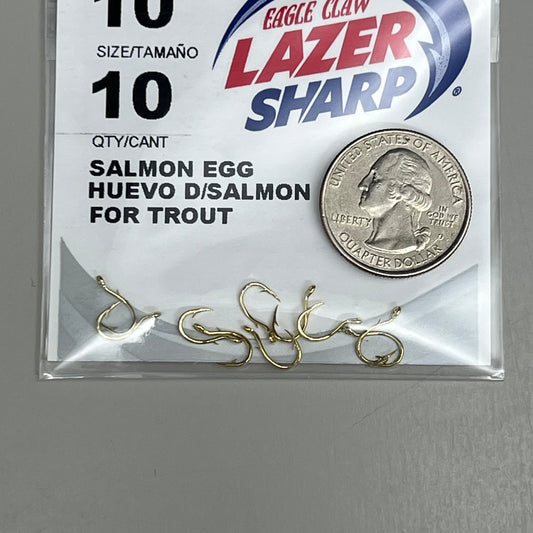 10
SIZE/TAMAÑO
10
QTY/CANT
EAGLE CLAW
LAZER
SHARP®
SALMON EGG
HUEVO D/SALMON
FOR TROUT
UNITED STATES OF AMERICA
LIBERTY
IN
GOD WE
TRUST
D
QUARTER DOLLAR